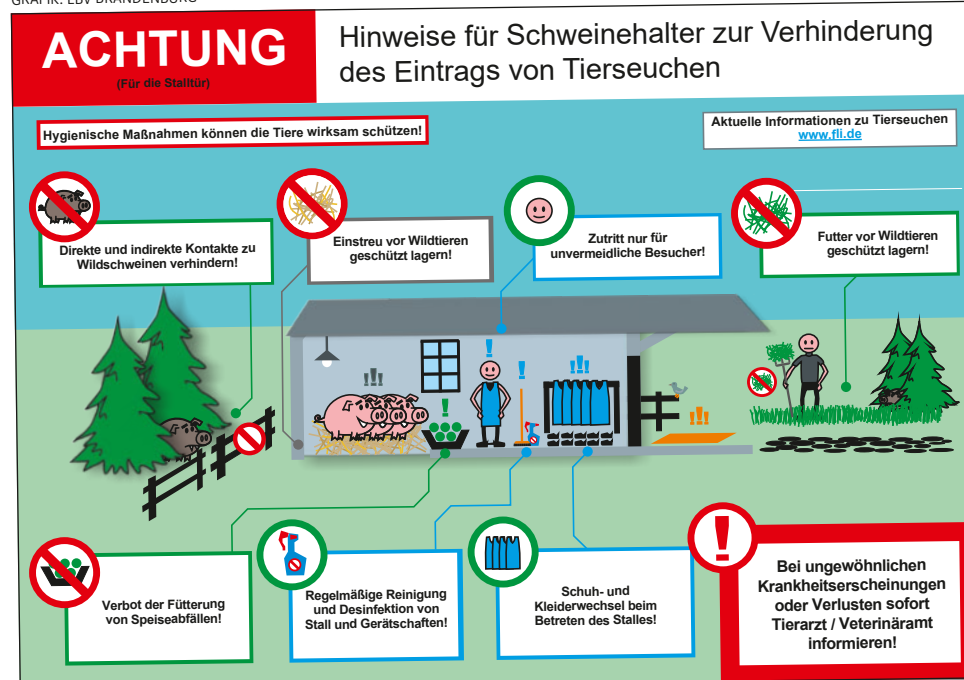 GRAFIK: LBV BRANDENBURG
ACHTUNG
(Für die Stalltür)
Hinweise für Schweinehalter zur Verhinderung
des Eintrags von Tierseuchen
Hygienische Maßnahmen können die Tiere wirksam schützen!
Aktuelle Informationen zu Tierseuchen
www.fli.de
Direkte und indirekte Kontakte zu
Wildschweinen verhindern!
Einstreu vor Wildtieren
geschützt lagern!
Zutritt nur für
unvermeidliche Besucher!
Futter vor Wildtieren
geschützt lagern!
Verbot der Fütterung
von Speiseabfällen!
Regelmäßige Reinigung
und Desinfektion von
Stall und Gerätschaften!
Schuh- und
Kleiderwechsel beim
Betreten des Stalles!
Bei ungewöhnlichen
Krankheitserscheinungen
oder Verlusten sofort
Tierarzt / Veterinäramt
informieren!